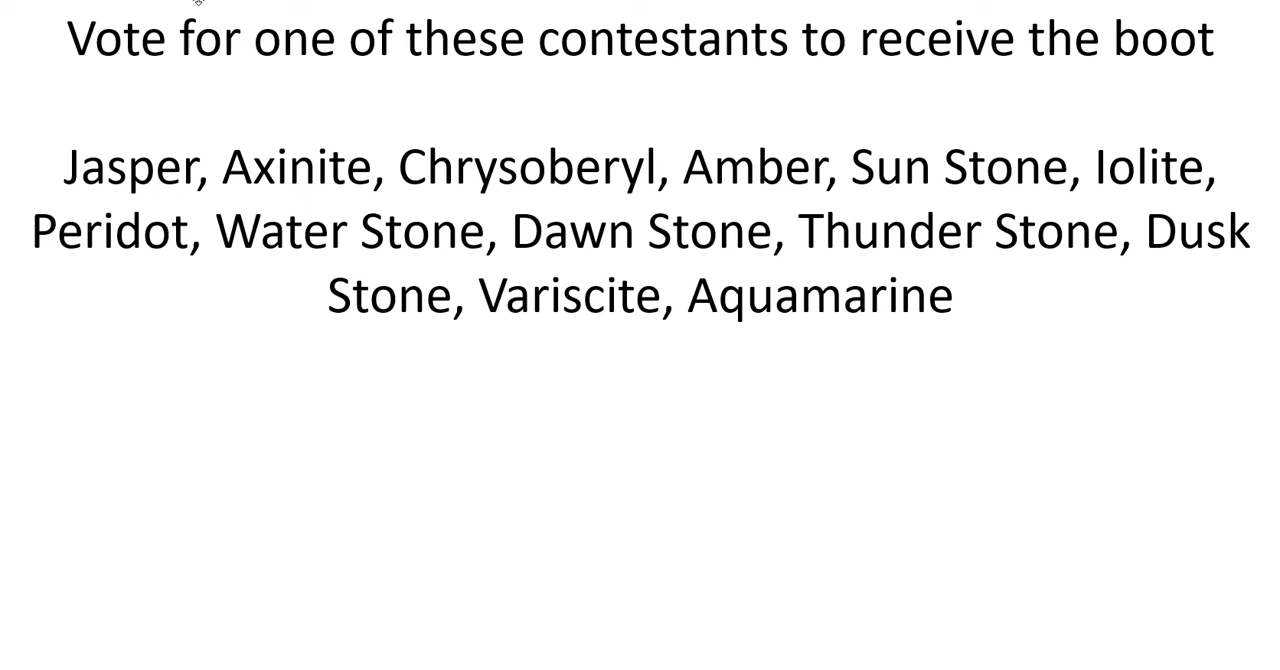 Vote for one of these contestants to receive the boot
Jasper, Axinite, Chrysoberyl, Amber, Sun Stone, Iolite,
Peridot, Water Stone, Dawn Stone, Thunder Stone, Dusk
Stone, Variscite, Aquamarine